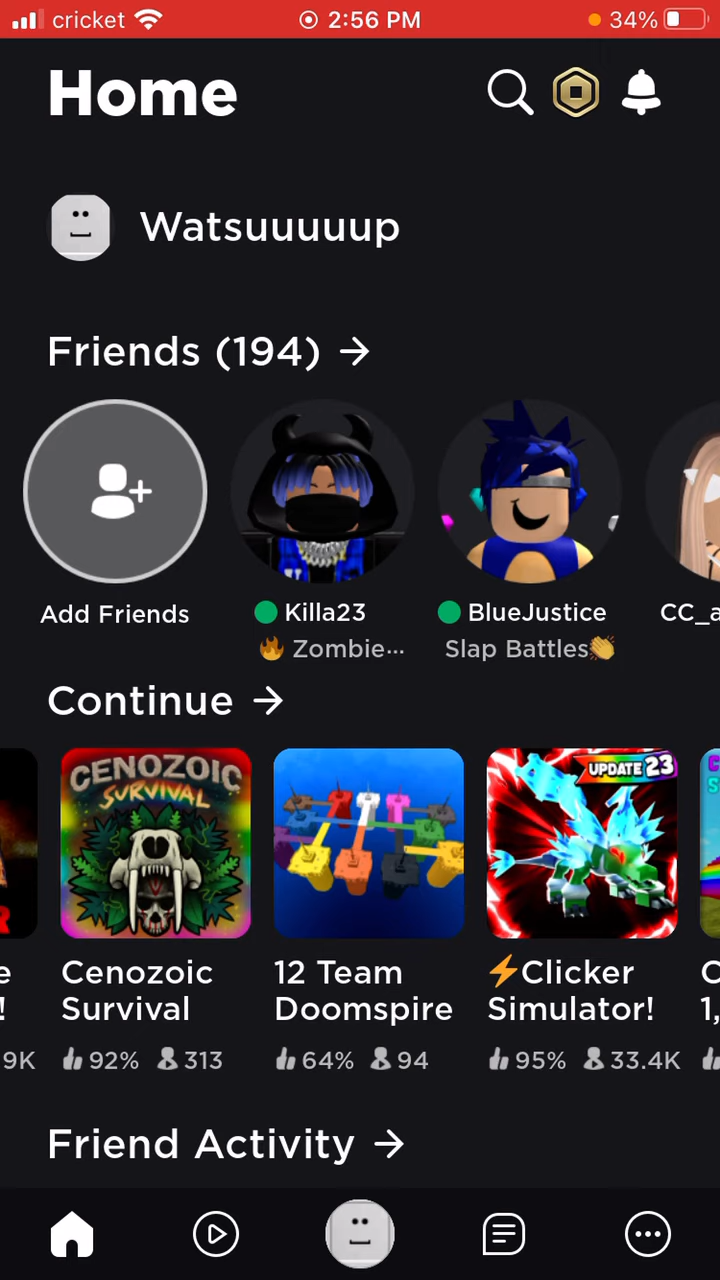 cricket 2:56 PM 34%
Home
Watsuuuuup
Friends (194)
Add Friends
Killa23
BlueJustice
CC_a
Zombie...
Slap Battles
Continue
CENOZOIC
SURVIVAL
UPDATE 23
e
Cenozoic
12 Team
Clicker
!
Survival
Doomspire
Simulator!
1,
9K
92% 313
64% 94
95% 33.4K
Friend Activity